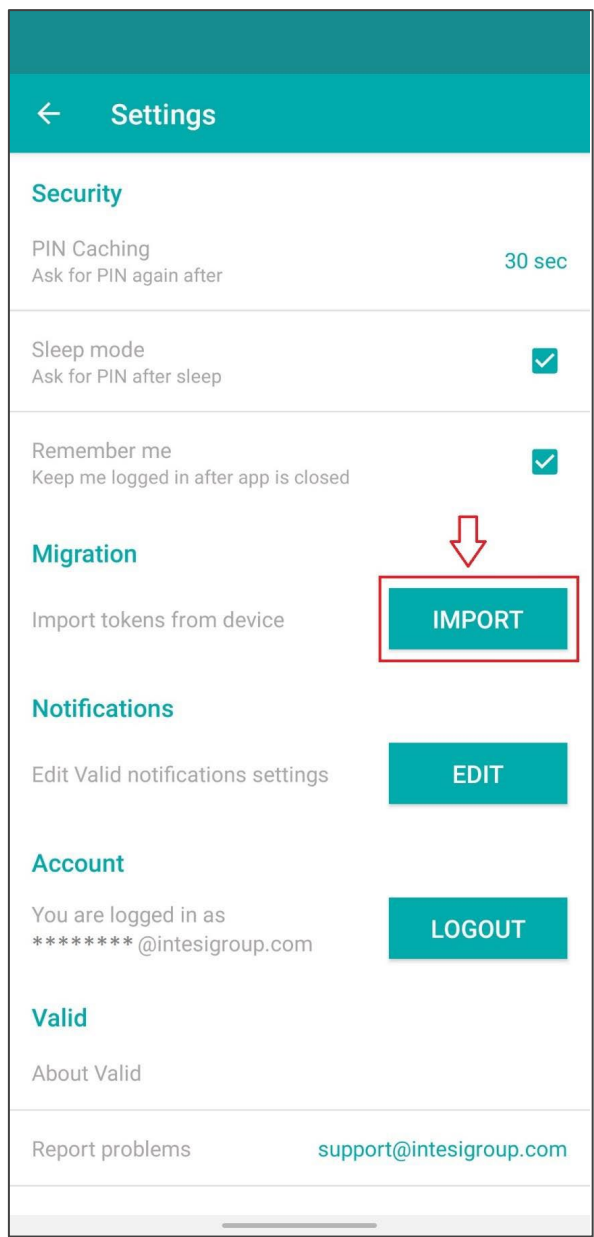 Settings
Security
PIN Caching
Ask for PIN again after
30 sec
Sleep mode
Ask for PIN after sleep
Remember me
Keep me logged in after app is closed
Migration
Import tokens from device
IMPORT
Notifications
Edit Valid notifications settings
EDIT
Account
You are logged in as
********@intesigroup.com
LOGOUT
Valid
About Valid
Report problems
support@intesigroup.com